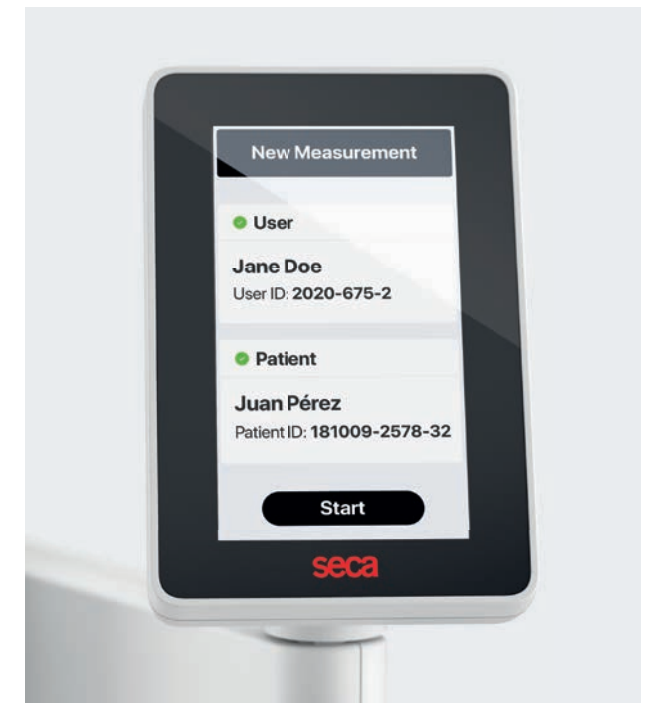 New Measurement
User
Jane Doe
User ID: 2020-675-2
Patient
Juan Pérez
Patient ID: 181009-2578-32
Start
seca